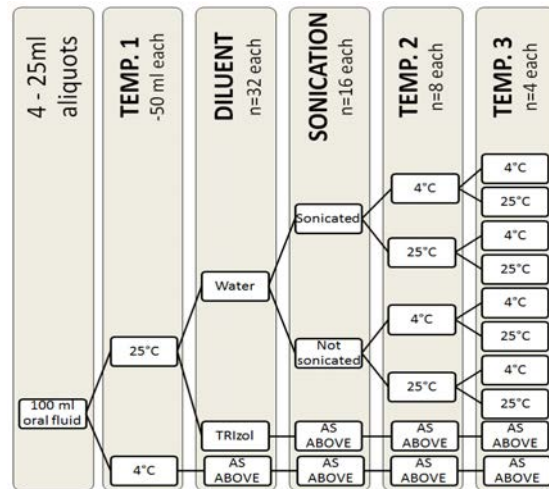 4 - 25ml
aliquots
TEMP. 1
-50 ml each
DILUENT
n=32 each
SONICATION
n=16 each
TEMP. 2
n=8 each
TEMP. 3
n=4 each
100 ml
oral fluid
25°C
4°C
Water
TRIzol
AS
ABOVE
Sonicated
Not
sonicated
AS
ABOVE
AS
ABOVE
4°C
25°C
4°C
25°C
AS
ABOVE
AS
ABOVE
4°C
25°C
4°C
25°C
4°C
25°C
4°C
25°C
AS
ABOVE
AS
ABOVE